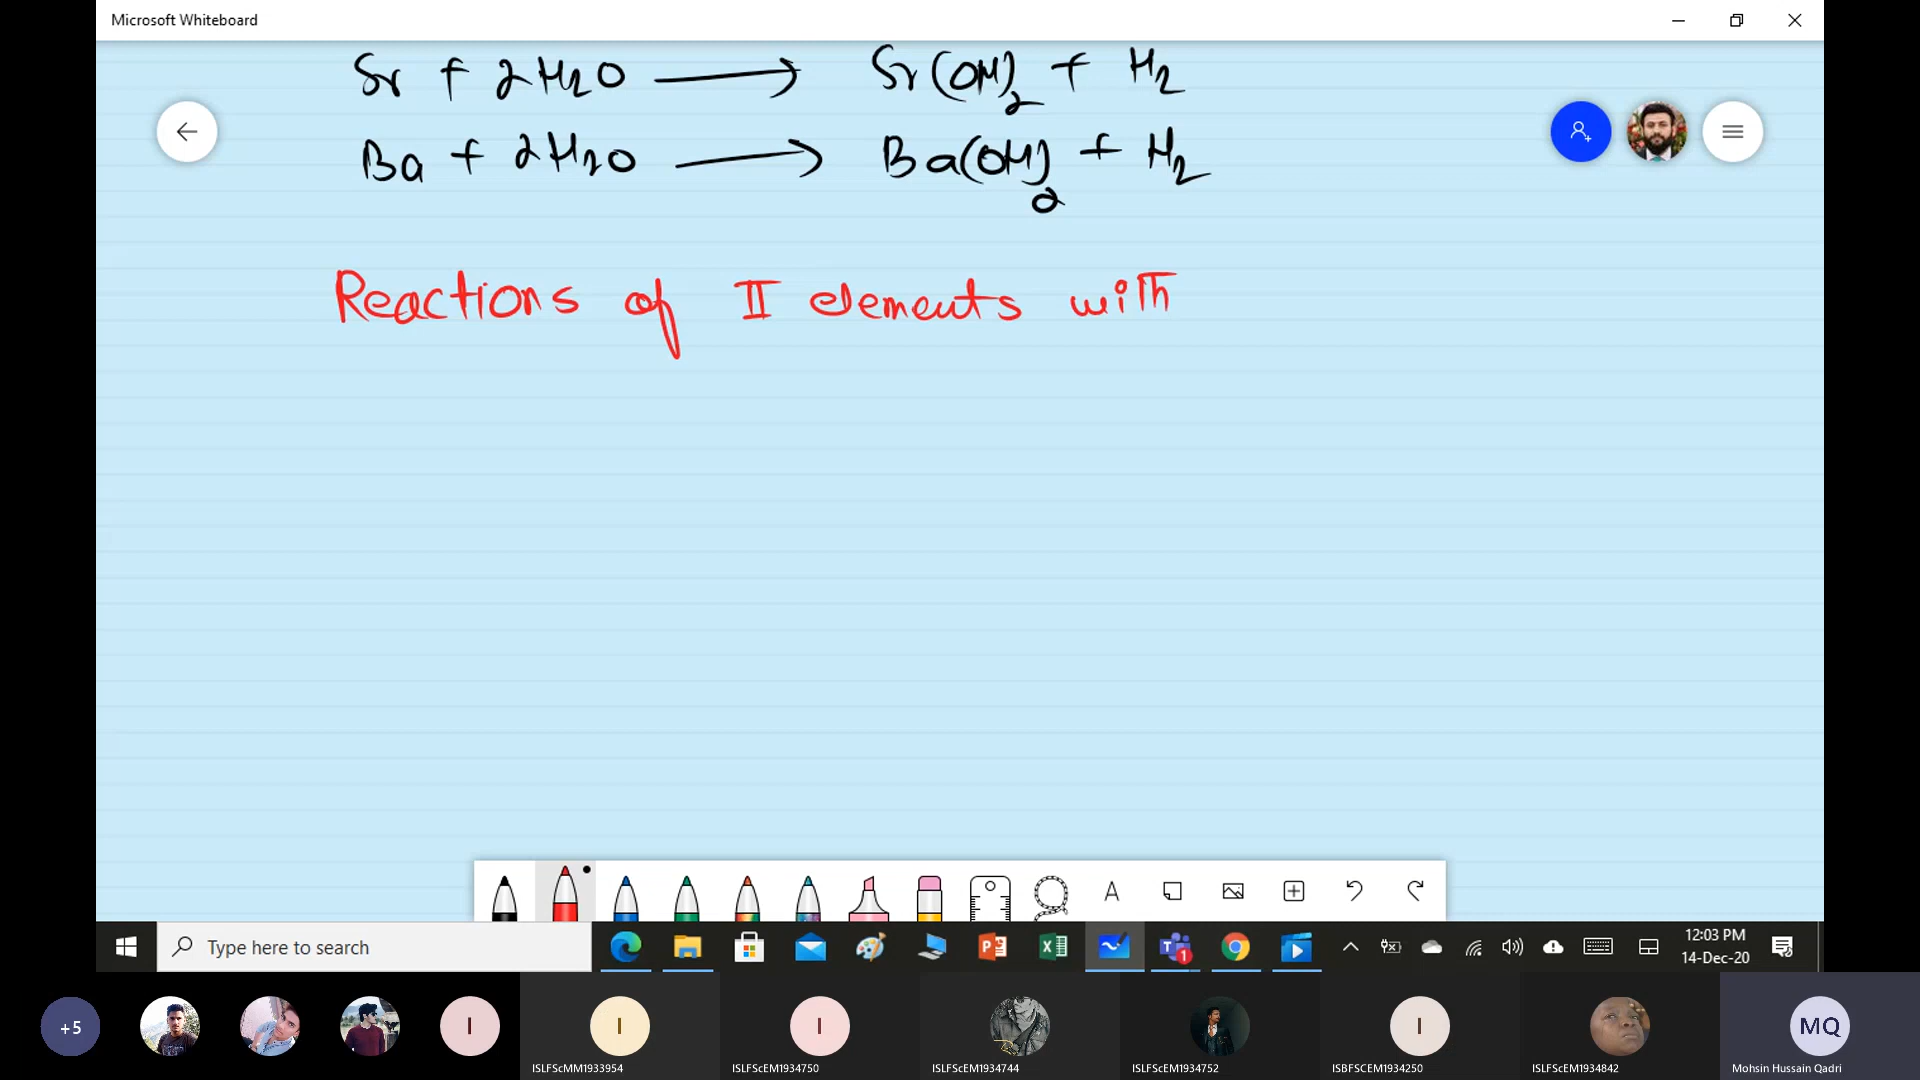 Microsoft Whiteboard
Sr + 2H2O ⟶ Sr(OH)2 + H2
Ba + 2H2O ⟶ Ba(OH)2 + H2
Reactions of II elements with
A
Type here to search
1
12:03 PM
14-Dec-20
+5
I
I
I
I
MQ
ISLFScMM1933954
ISLFScEM1934750
ISLFScEM1934744
ISLFScEM1934752
ISBFSCEM1934250
ISLFScEM1934842
Mohsin Hussain Qadri